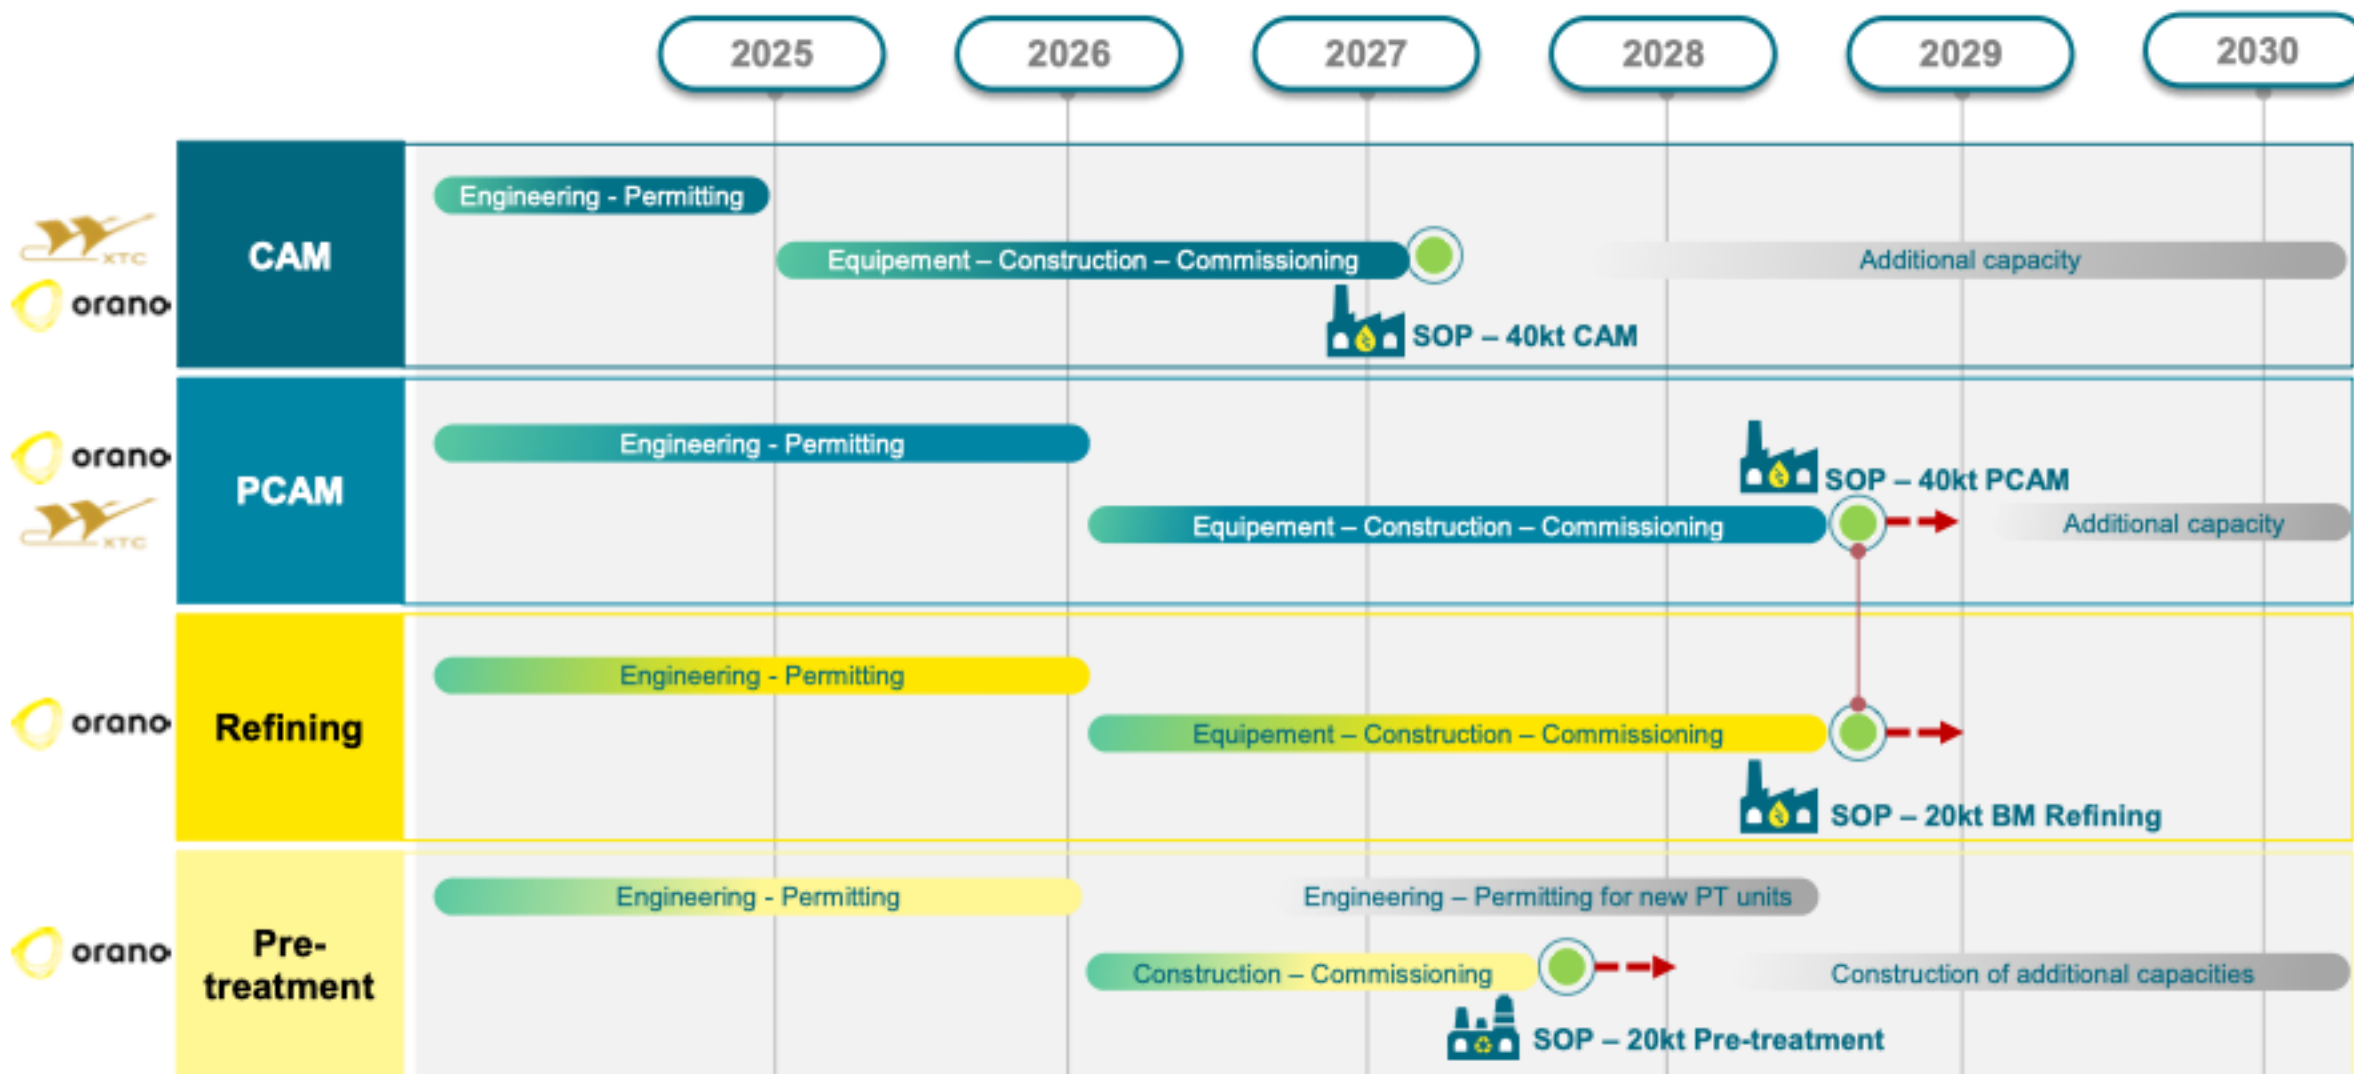 2025
2026
2027
2028
2029
2030
XTC
orano
CAM
Engineering - Permitting
Equipement – Construction – Commissioning
Additional capacity
SOP – 40kt CAM
orano
XTC
PCAM
Engineering - Permitting
SOP – 40kt PCAM
Equipement – Construction – Commissioning
Additional capacity
orano
Refining
Engineering - Permitting
Equipement – Construction – Commissioning
SOP – 20kt BM Refining
orano
Pre-
treatment
Engineering - Permitting
Engineering – Permitting for new PT units
Construction – Commissioning
Construction of additional capacities
SOP – 20kt Pre-treatment